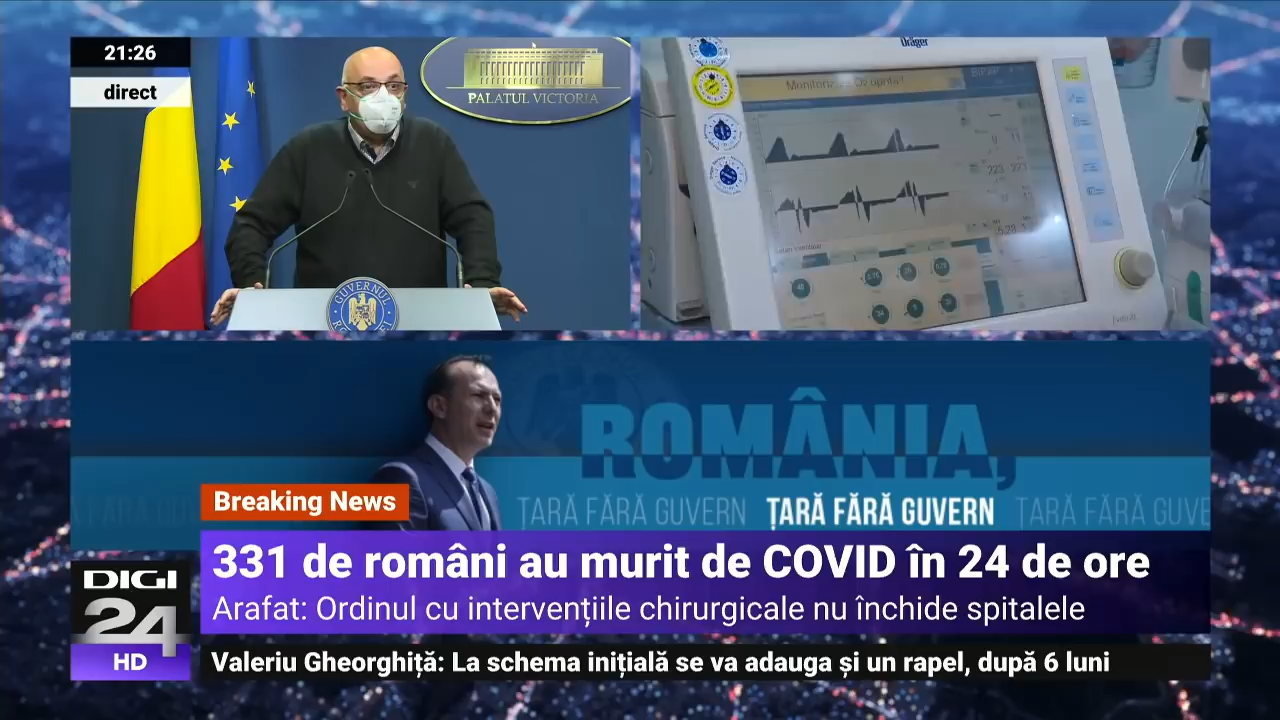 21:26
direct
PALATUL VICTORIA
GUVERNUL
Dräger
ROMÂNIA,
ȚARĂ FĂRĂ GUVERN ȚARĂ FĂRĂ GUVERN ȚARĂ FĂRĂ GUVE
Breaking News
331 de români au murit de COVID în 24 de ore
Arafat: Ordinul cu intervențiile chirurgicale nu închide spitalele
DIGI
24
HD
Valeriu Gheorghiță: La schema inițială se va adauga și un rapel, după 6 luni